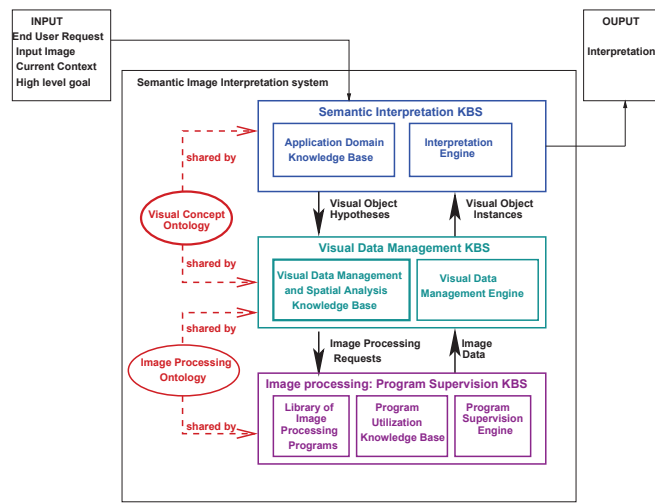 INPUT
End User Request
Input Image
Current Context
High level goal
OUPUT
Interpretation
Semantic Image Interpretation system
Semantic Interpretation KBS
Application Domain
Knowledge Base
Interpretation
Engine
shared by
Visual Object
Hypotheses
Visual Object
Instances
Visual Concept
Ontology
Visual Data Management KBS
shared by
Visual Data Management
and Spatial Analysis
Knowledge Base
Visual Data
Management Engine
shared by
Image Processing
Requests
Image
Data
Image Processing
Ontology
Image processing: Program Supervision KBS
shared by
Library of
Image
Processing
Programs
Program
Utilization
Knowledge Base
Program
Supervision
Engine